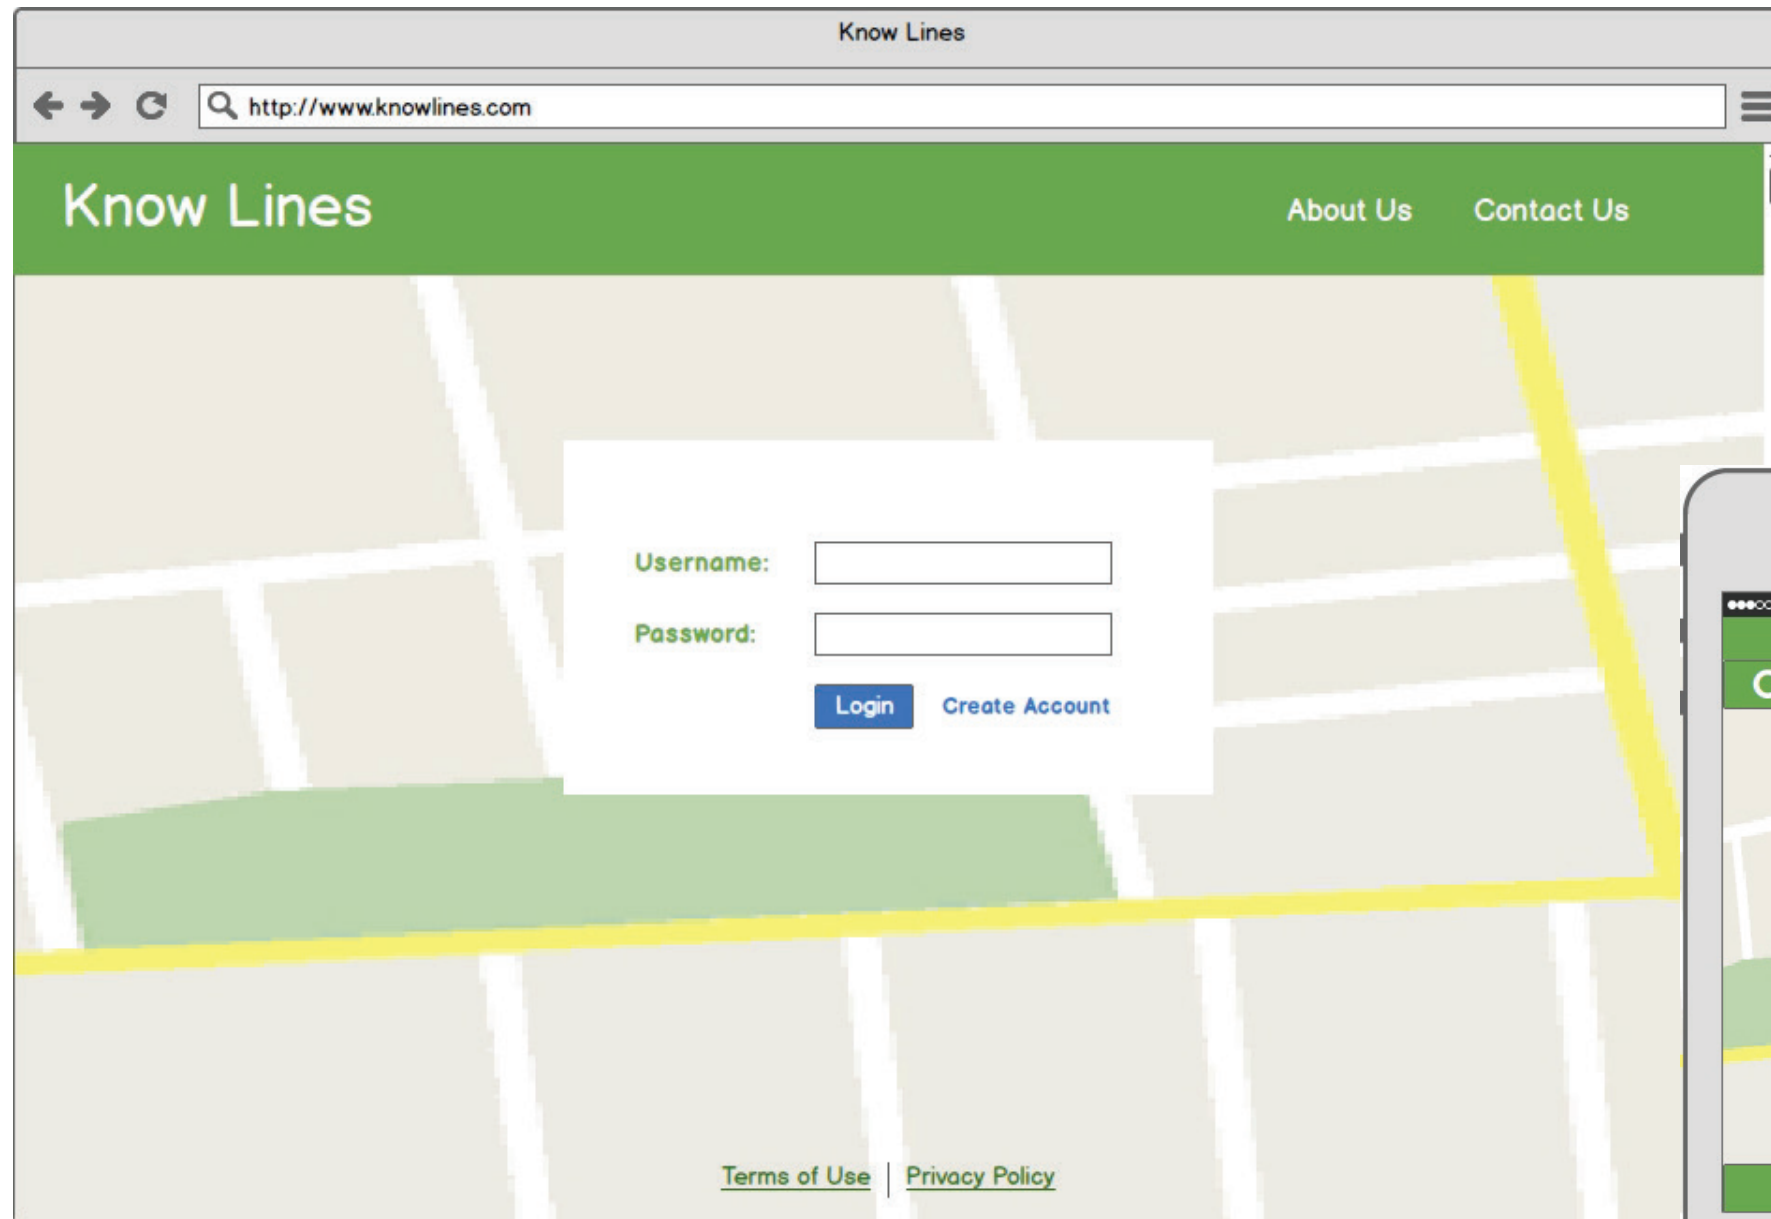 Know Lines
http://www.knowlines.com
Know Lines About Us Contact Us
Username:
Password:
Login Create Account
Terms of Use | Privacy Policy